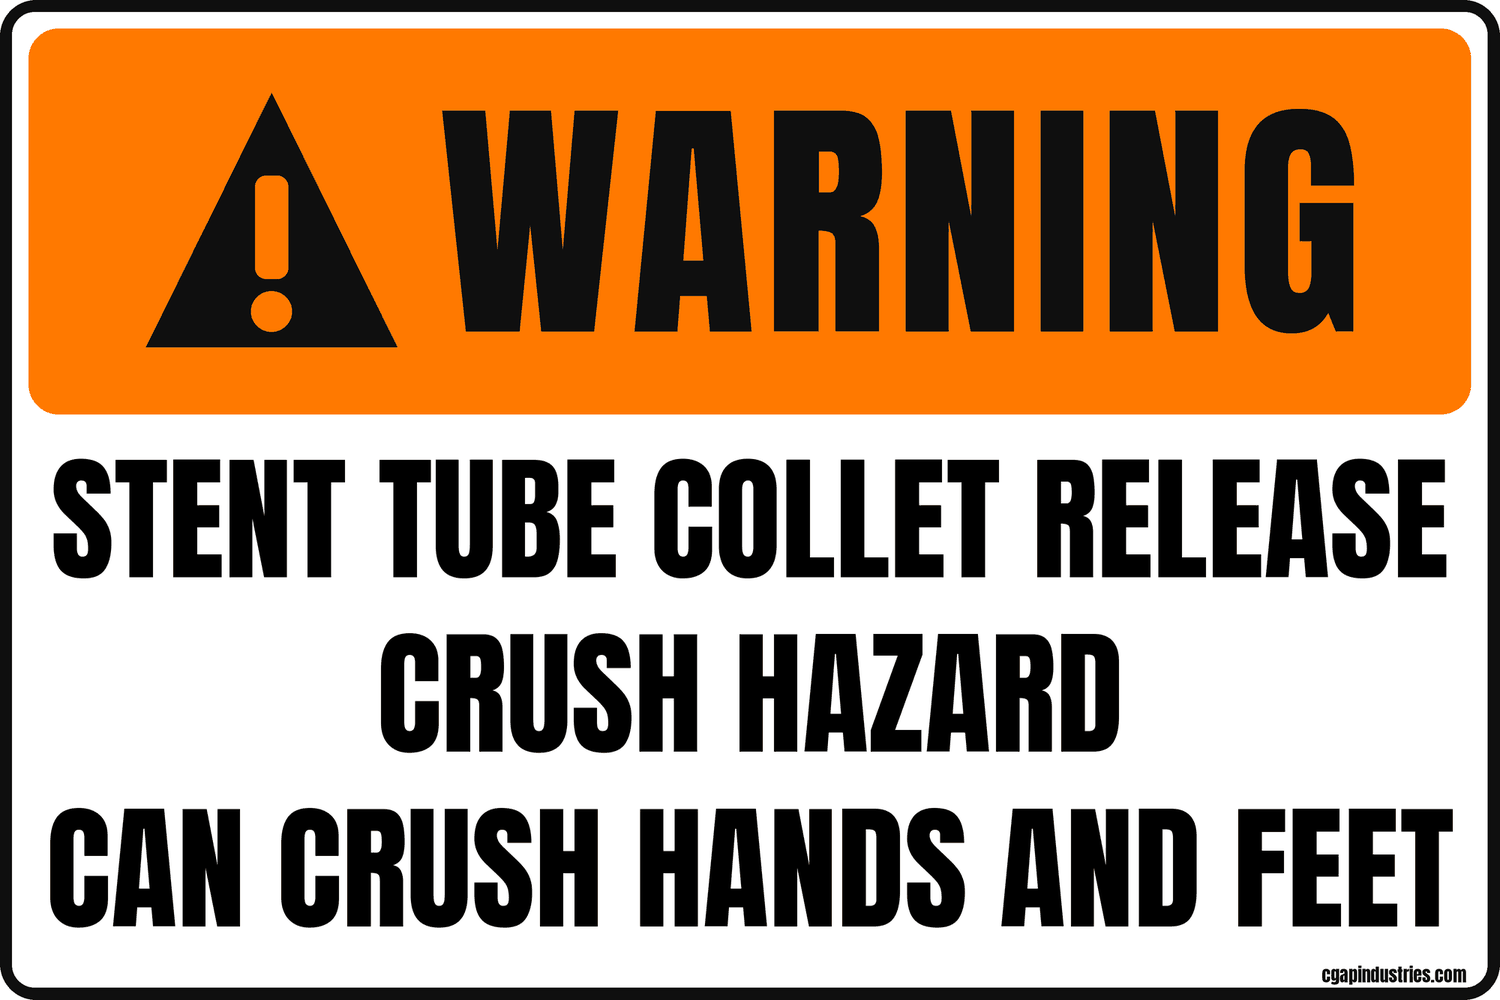 WARNING
STENT TUBE COLLET RELEASE
CRUSH HAZARD
CAN CRUSH HANDS AND FEET
cgapindustries.com